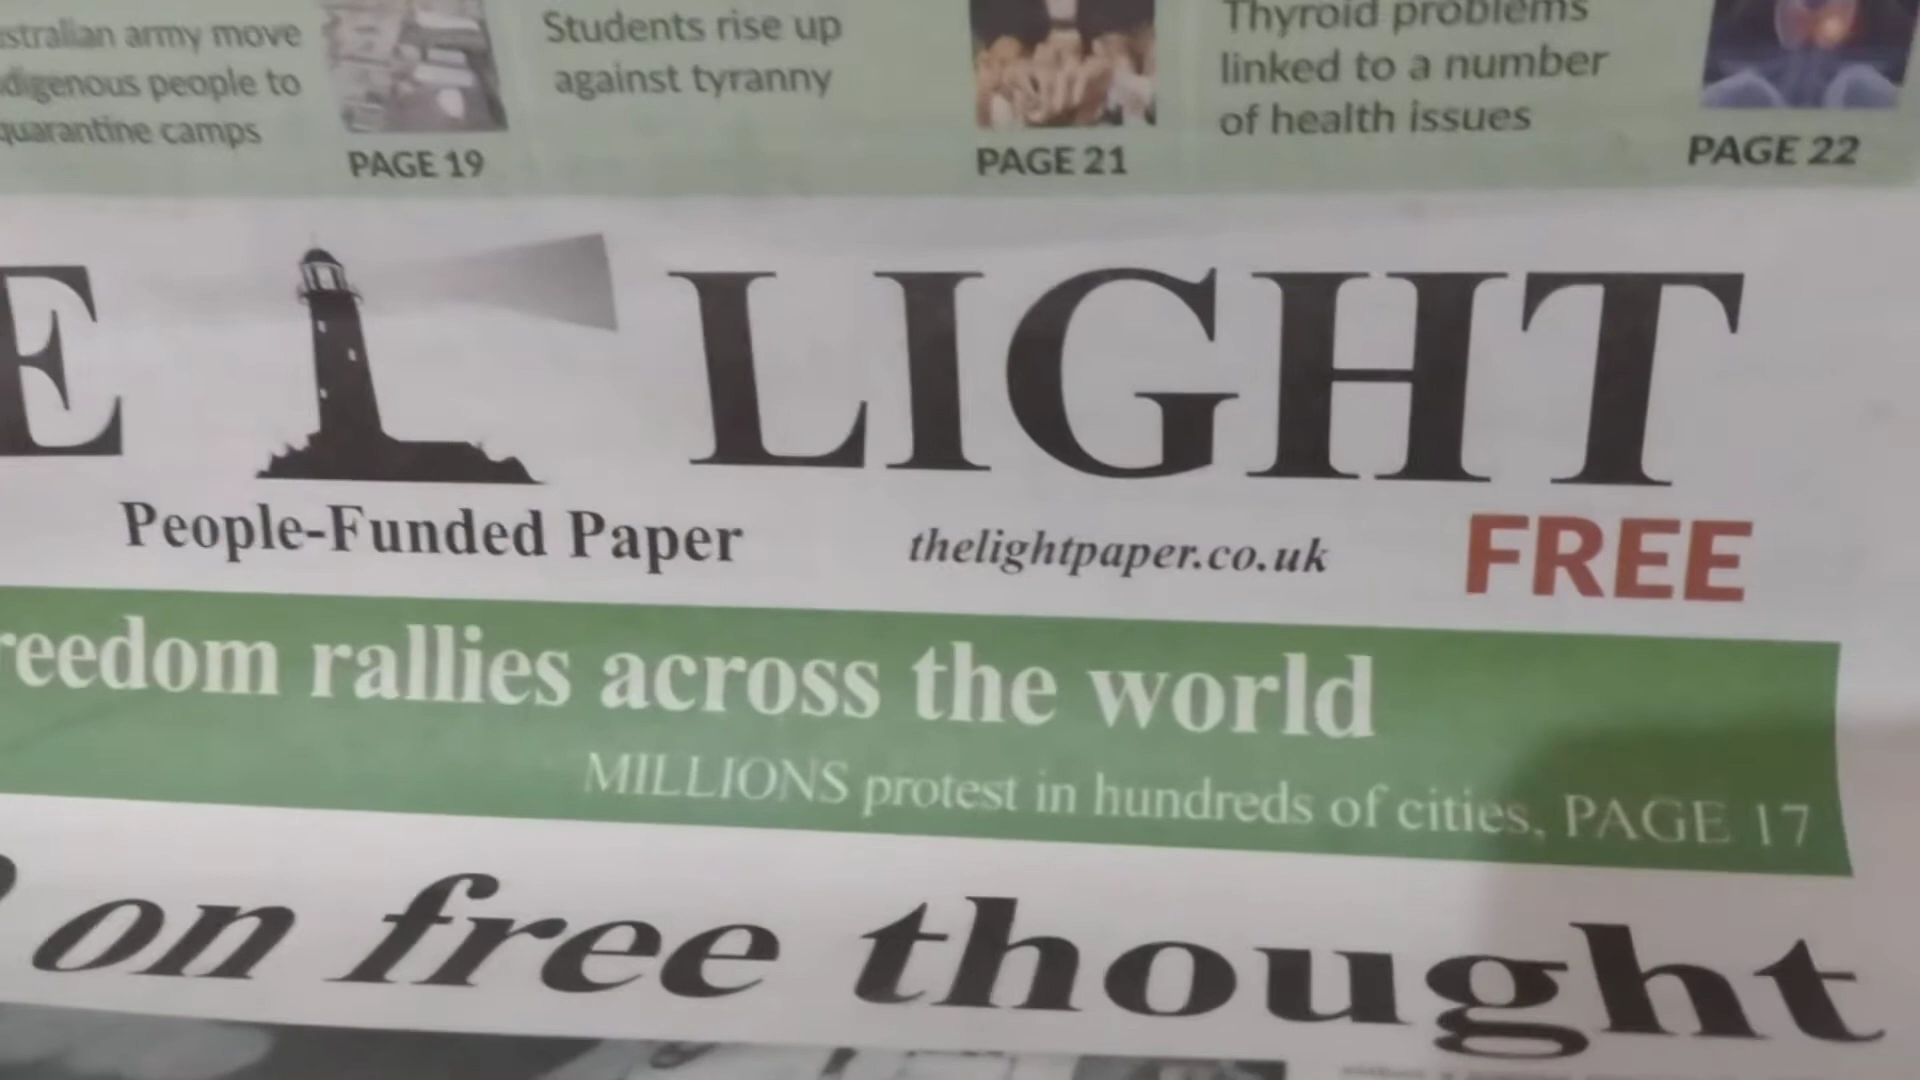 stralian army move
digenous people to
quarantine camps
PAGE 19
Students rise up
against tyranny
PAGE 21
Thyroid problems
linked to a number
of health issues
PAGE 22
E LIGHT
People-Funded Paper
thelightpaper.co.uk
FREE
reedom rallies across the world
MILLIONS protest in hundreds of cities, PAGE 17
on free thought